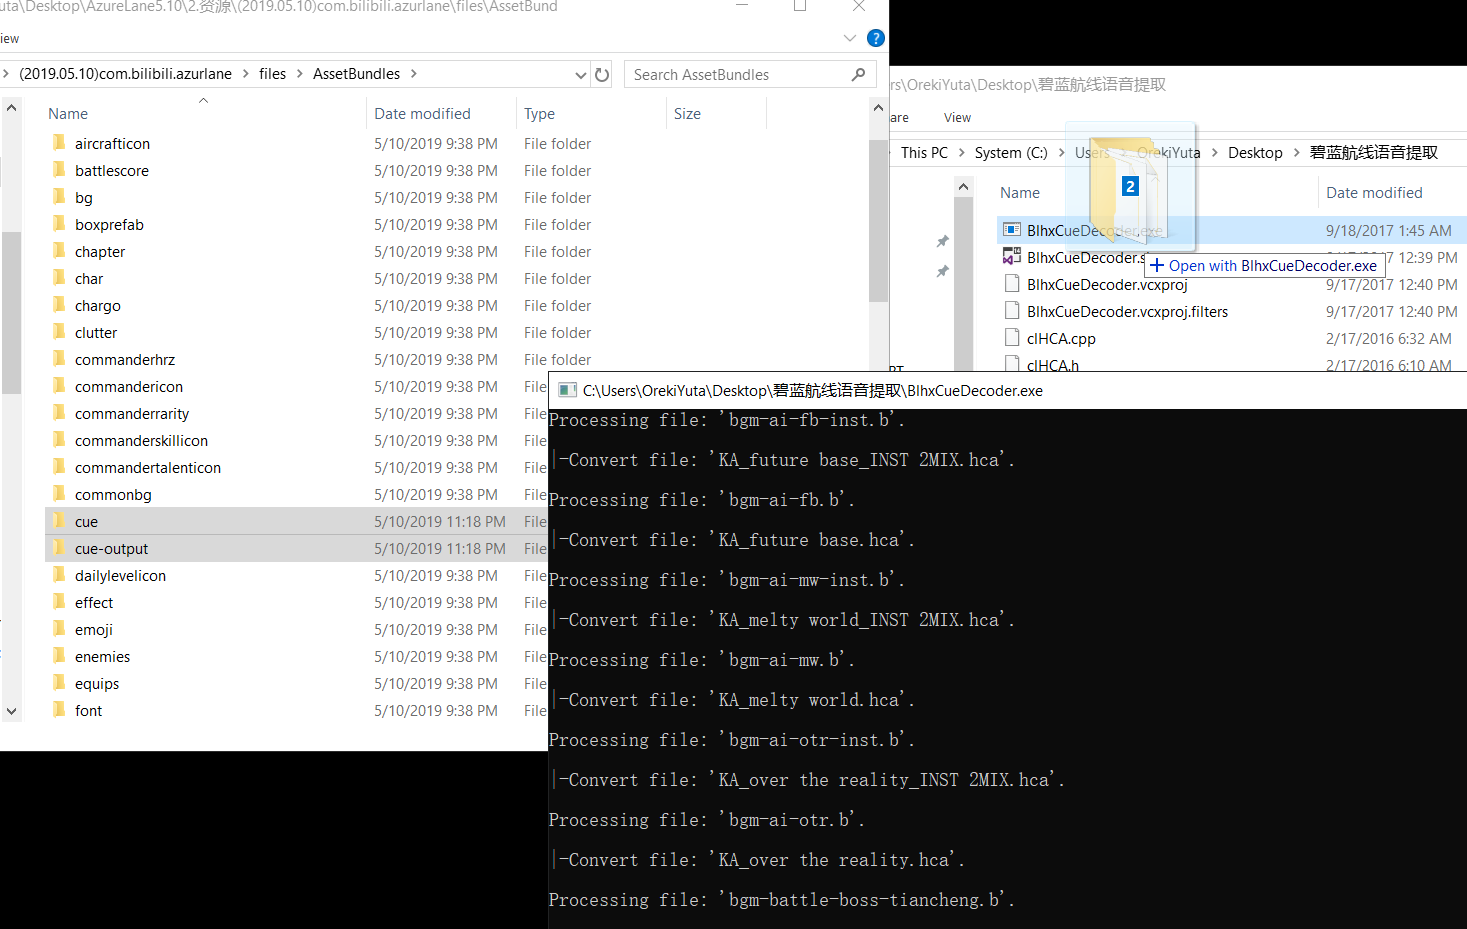 uta\Desktop\AzureLane5.10\2.资源\(2019.05.10)com.bilibili.azurlane\files\AssetBund
iew
(2019.05.10)com.bilibili.azurlane > files > AssetBundles >
Search AssetBundles
Name Date modified Type Size
aircrafticon 5/10/2019 9:38 PM File folder
battlescore 5/10/2019 9:38 PM File folder
bg 5/10/2019 9:38 PM File folder
boxprefab 5/10/2019 9:38 PM File folder
chapter 5/10/2019 9:38 PM File folder
char 5/10/2019 9:38 PM File folder
chargo 5/10/2019 9:38 PM File folder
clutter 5/10/2019 9:38 PM File folder
commanderhrz 5/10/2019 9:38 PM File folder
commandericon 5/10/2019 9:38 PM File
commanderrarity 5/10/2019 9:38 PM File
commanderskillicon 5/10/2019 9:38 PM File
commandertalenticon 5/10/2019 9:38 PM File
commonbg 5/10/2019 9:38 PM File
cue 5/10/2019 11:18 PM File
cue-output 5/10/2019 11:18 PM File
dailylevelicon 5/10/2019 9:38 PM File
effect 5/10/2019 9:38 PM File
emoji 5/10/2019 9:38 PM File
enemies 5/10/2019 9:38 PM File
equips 5/10/2019 9:38 PM File
font 5/10/2019 9:38 PM File
rs\OrekiYuta\Desktop\碧蓝航线语音提取
are View
This PC > System (C:) > Users > OrekiYuta > Desktop > 碧蓝航线语音提取
2
Name Date modified
BlhxCueDecoder.exe 9/18/2017 1:45 AM
BlhxCueDecoder.s 12:39 PM
+ Open with BlhxCueDecoder.exe
BlhxCueDecoder.vcxproj 9/17/2017 12:40 PM
BlhxCueDecoder.vcxproj.filters 9/17/2017 12:40 PM
clHCA.cpp 2/17/2016 6:32 AM
clHCA.h 2/17/2016 6:10 AM
C:\Users\OrekiYuta\Desktop\碧蓝航线语音提取\BlhxCueDecoder.exe
Processing file: 'bgm-ai-fb-inst.b'.
|-Convert file: 'KA_future base_INST 2MIX.hca'.
Processing file: 'bgm-ai-fb.b'.
|-Convert file: 'KA_future base.hca'.
Processing file: 'bgm-ai-mw-inst.b'.
|-Convert file: 'KA_melty world_INST 2MIX.hca'.
Processing file: 'bgm-ai-mw.b'.
|-Convert file: 'KA_melty world.hca'.
Processing file: 'bgm-ai-otr-inst.b'.
|-Convert file: 'KA_over the reality_INST 2MIX.hca'.
Processing file: 'bgm-ai-otr.b'.
|-Convert file: 'KA_over the reality.hca'.
Processing file: 'bgm-battle-boss-tiancheng.b'.